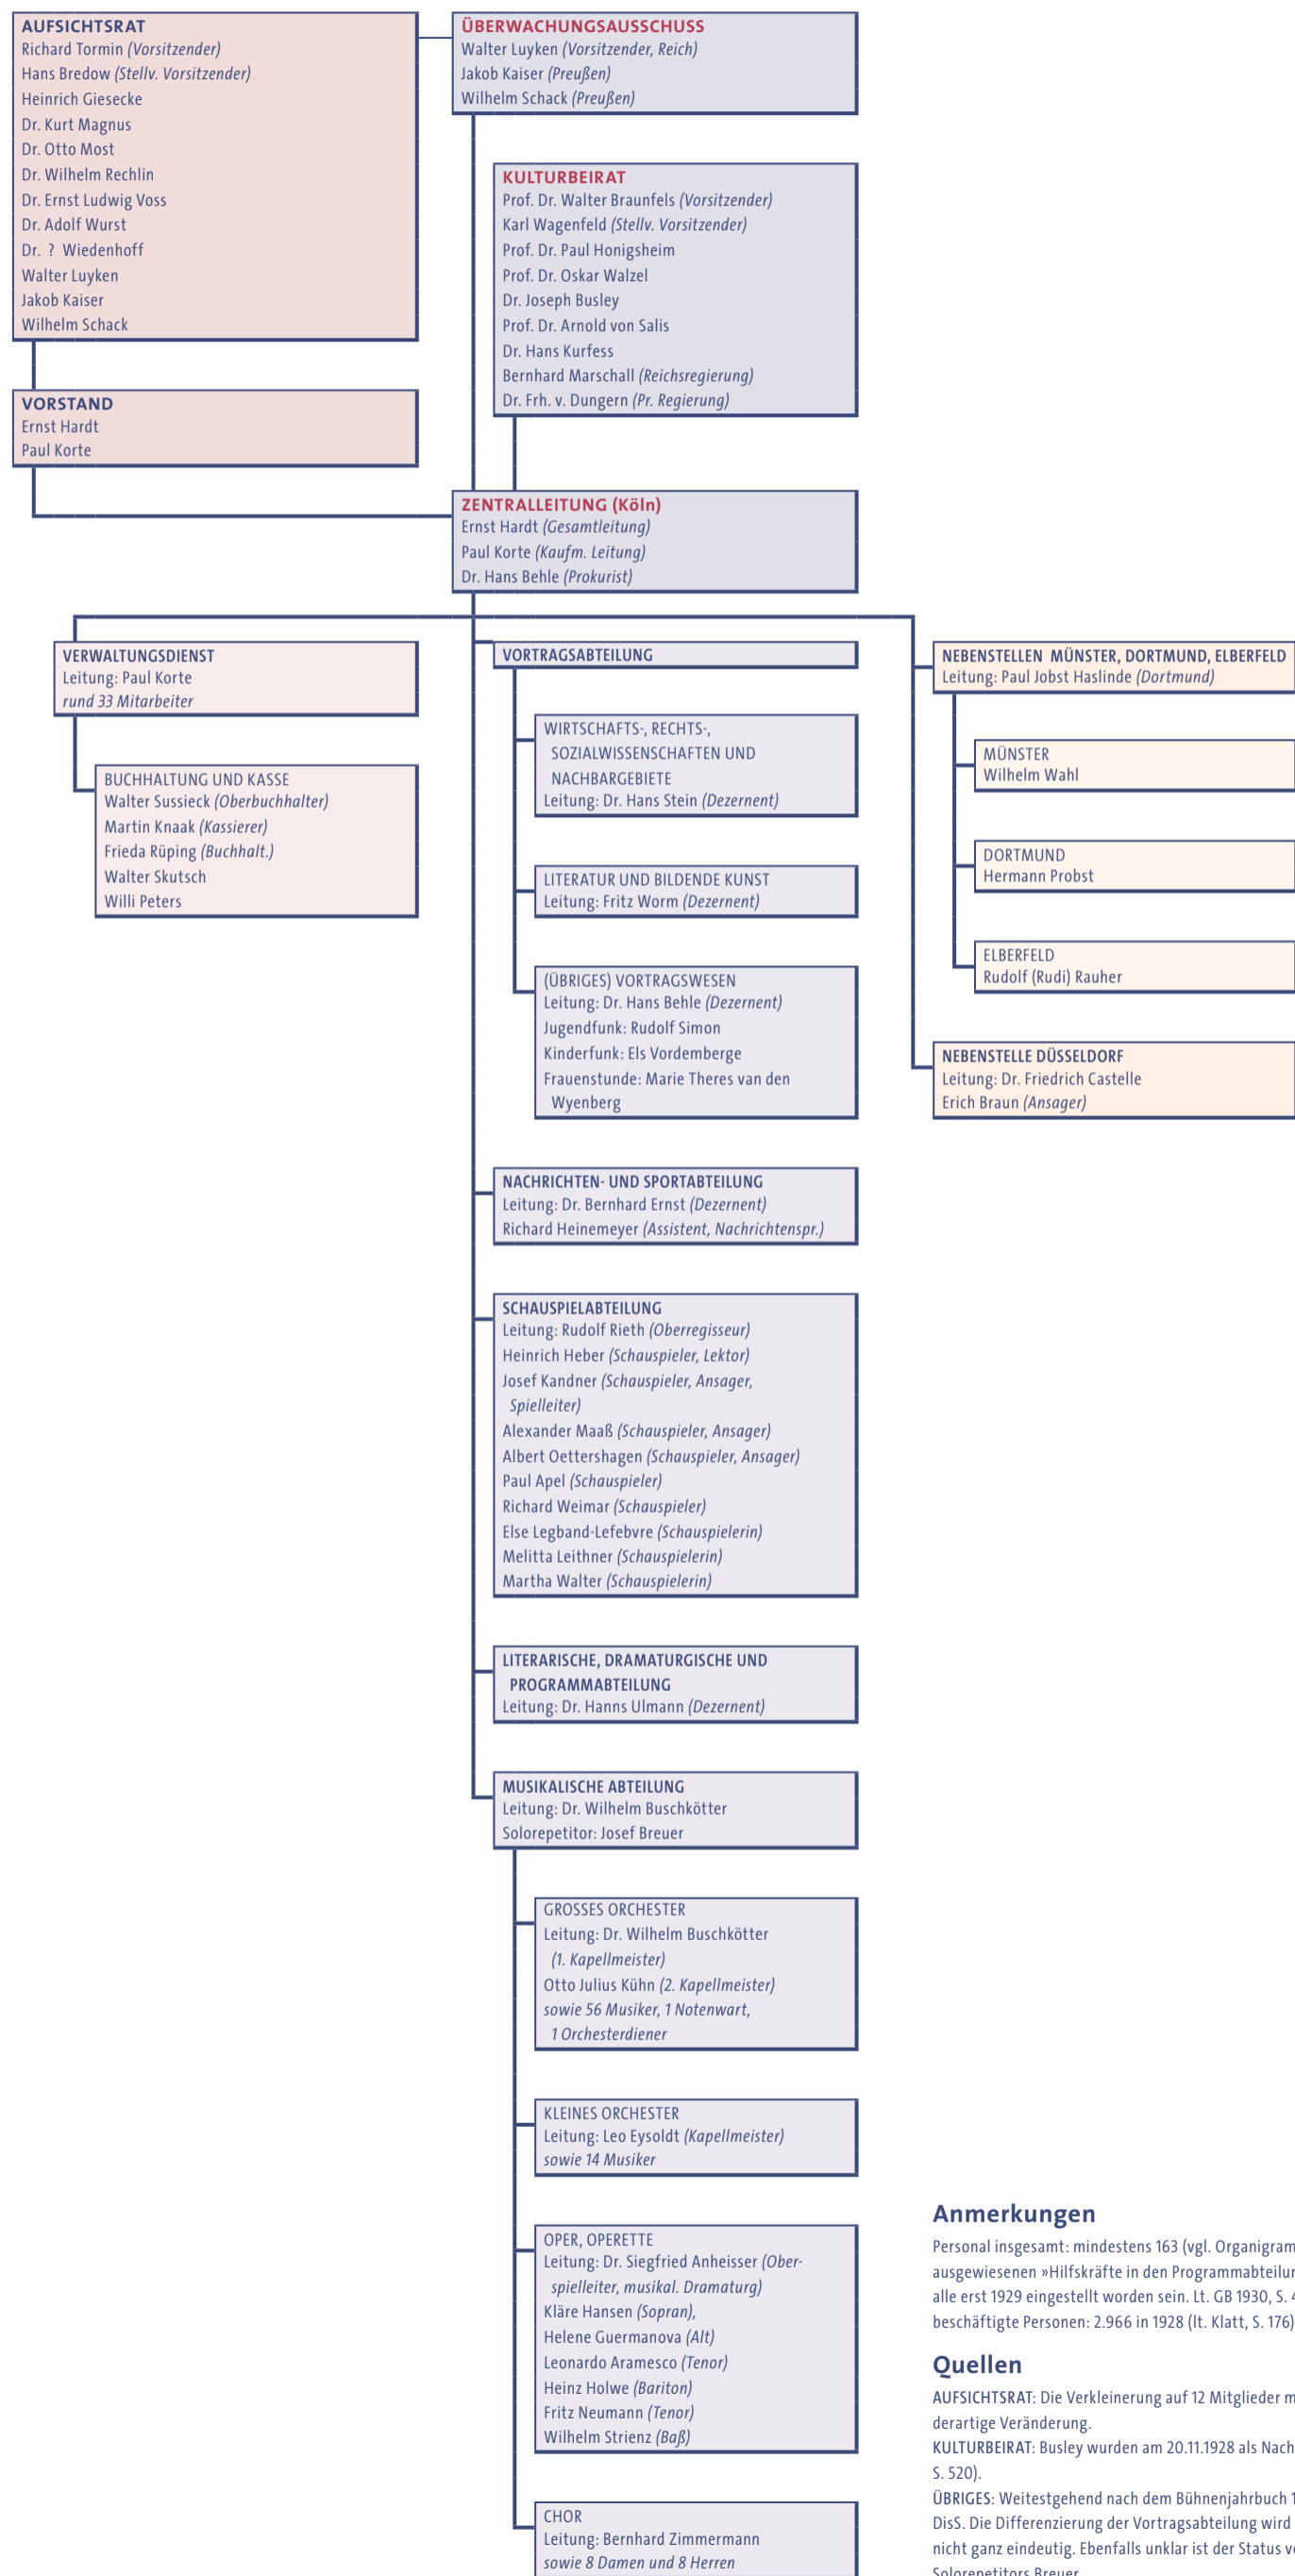 AUFSICHTSRAT
Richard Tormin (Vorsitzender)
Hans Bredow (Stellv. Vorsitzender)
Heinrich Giesecke
Dr. Kurt Magnus
Dr. Otto Most
Dr. Wilhelm Rechlin
Dr. Ernst Ludwig Voss
Dr. Adolf Wurst
Dr. ? Wiedenhoff
Walter Luyken
Jakob Kaiser
Wilhelm Schack
ÜBERWACHUNGSAUSSCHUSS
Walter Luyken (Vorsitzender, Reich)
Jakob Kaiser (Preußen)
Wilhelm Schack (Preußen)
KULTURBEIRAT
Prof. Dr. Walter Braunfels (Vorsitzender)
Karl Wagenfeld (Stellv. Vorsitzender)
Prof. Dr. Paul Honigsheim
Prof. Dr. Oskar Walzel
Dr. Joseph Busley
Prof. Dr. Arnold von Salis
Dr. Hans Kurfess
Bernhard Marschall (Reichsregierung)
Dr. Frh. v. Dungern (Pr. Regierung)
VORSTAND
Ernst Hardt
Paul Korte
ZENTRALLEITUNG (Köln)
Ernst Hardt (Gesamtleitung)
Paul Korte (Kaufm. Leitung)
Dr. Hans Behle (Prokurist)
VERWALTUNGSDIENST
Leitung: Paul Korte
rund 33 Mitarbeiter
BUCHHALTUNG UND KASSE
Walter Sussieck (Oberbuchhalter)
Martin Knaak (Kassierer)
Frieda Rüping (Buchhalt.)
Walter Skutsch
Willi Peters
VORTRAGSABTEILUNG
WIRTSCHAFTS-, RECHTS-,
SOZIALWISSENSCHAFTEN UND
NACHBARGEBIETE
Leitung: Dr. Hans Stein (Dezernent)
LITERATUR UND BILDENDE KUNST
Leitung: Fritz Worm (Dezernent)
(ÜBRIGES) VORTRAGSWESEN
Leitung: Dr. Hans Behle (Dezernent)
Jugendfunk: Rudolf Simon
Kinderfunk: Els Vordemberge
Frauenstunde: Marie Theres van den
Wyenberg
NEBENSTELLEN MÜNSTER, DORTMUND, ELBERFELD
Leitung: Paul Jobst Haslinde (Dortmund)
MÜNSTER
Wilhelm Wahl
DORTMUND
Hermann Probst
ELBERFELD
Rudolf (Rudi) Rauher
NEBENSTELLE DÜSSELDORF
Leitung: Dr. Friedrich Castelle
Erich Braun (Ansager)
NACHRICHTEN- UND SPORTABTEILUNG
Leitung: Dr. Bernhard Ernst (Dezernent)
Richard Heinemeyer (Assistent, Nachrichtenspr.)
SCHAUSPIELABTEILUNG
Leitung: Rudolf Rieth (Oberregisseur)
Heinrich Heber (Schauspieler, Lektor)
Josef Kandner (Schauspieler, Ansager,
Spielleiter)
Alexander Maaß (Schauspieler, Ansager)
Albert Oettershagen (Schauspieler, Ansager)
Paul Apel (Schauspieler)
Richard Weimar (Schauspieler)
Else Legband-Lefebvre (Schauspielerin)
Melitta Leithner (Schauspielerin)
Martha Walter (Schauspielerin)
LITERARISCHE, DRAMATURGISCHE UND
PROGRAMMABTEILUNG
Leitung: Dr. Hanns Ulmann (Dezernent)
MUSIKALISCHE ABTEILUNG
Leitung: Dr. Wilhelm Buschkötter
Solorepetitor: Josef Breuer
GROSSES ORCHESTER
Leitung: Dr. Wilhelm Buschkötter
(1. Kapellmeister)
Otto Julius Kühn (2. Kapellmeister)
sowie 56 Musiker, 1 Notenwart,
1 Orchesterdiener
KLEINES ORCHESTER
Leitung: Leo Eysoldt (Kapellmeister)
sowie 14 Musiker
OPER, OPERETTE
Leitung: Dr. Siegfried Anheisser (Ober-
spielleiter, musikal. Dramaturg)
Kläre Hansen (Sopran),
Helene Guermanova (Alt)
Leonardo Aramesco (Tenor)
Heinz Holwe (Bariton)
Fritz Neumann (Tenor)
Wilhelm Strienz (Baß)
CHOR
Leitung: Bernhard Zimmermann
sowie 8 Damen und 8 Herren
Anmerkungen
Personal insgesamt: mindestens 163 (vgl. Organigram
ausgewiesenen »Hilfskräfte in den Programmabteilu
alle erst 1929 eingestellt worden sein. Lt. GB 1930, S. 4
beschäftigte Personen: 2.966 in 1928 (lt. Klatt, S. 176)
Quellen
AUFSICHTSRAT: Die Verkleinerung auf 12 Mitglieder m
derartige Veränderung.
KULTURBEIRAT: Busley wurden am 20.11.1928 als Nach
S. 520).
ÜBRIGES: Weitestgehend nach dem Bühnenjahrbuch 1
DisS. Die Differenzierung der Vortragsabteilung wird
nicht ganz eindeutig. Ebenfalls unklar ist der Status v
Solorepetitors Breuer